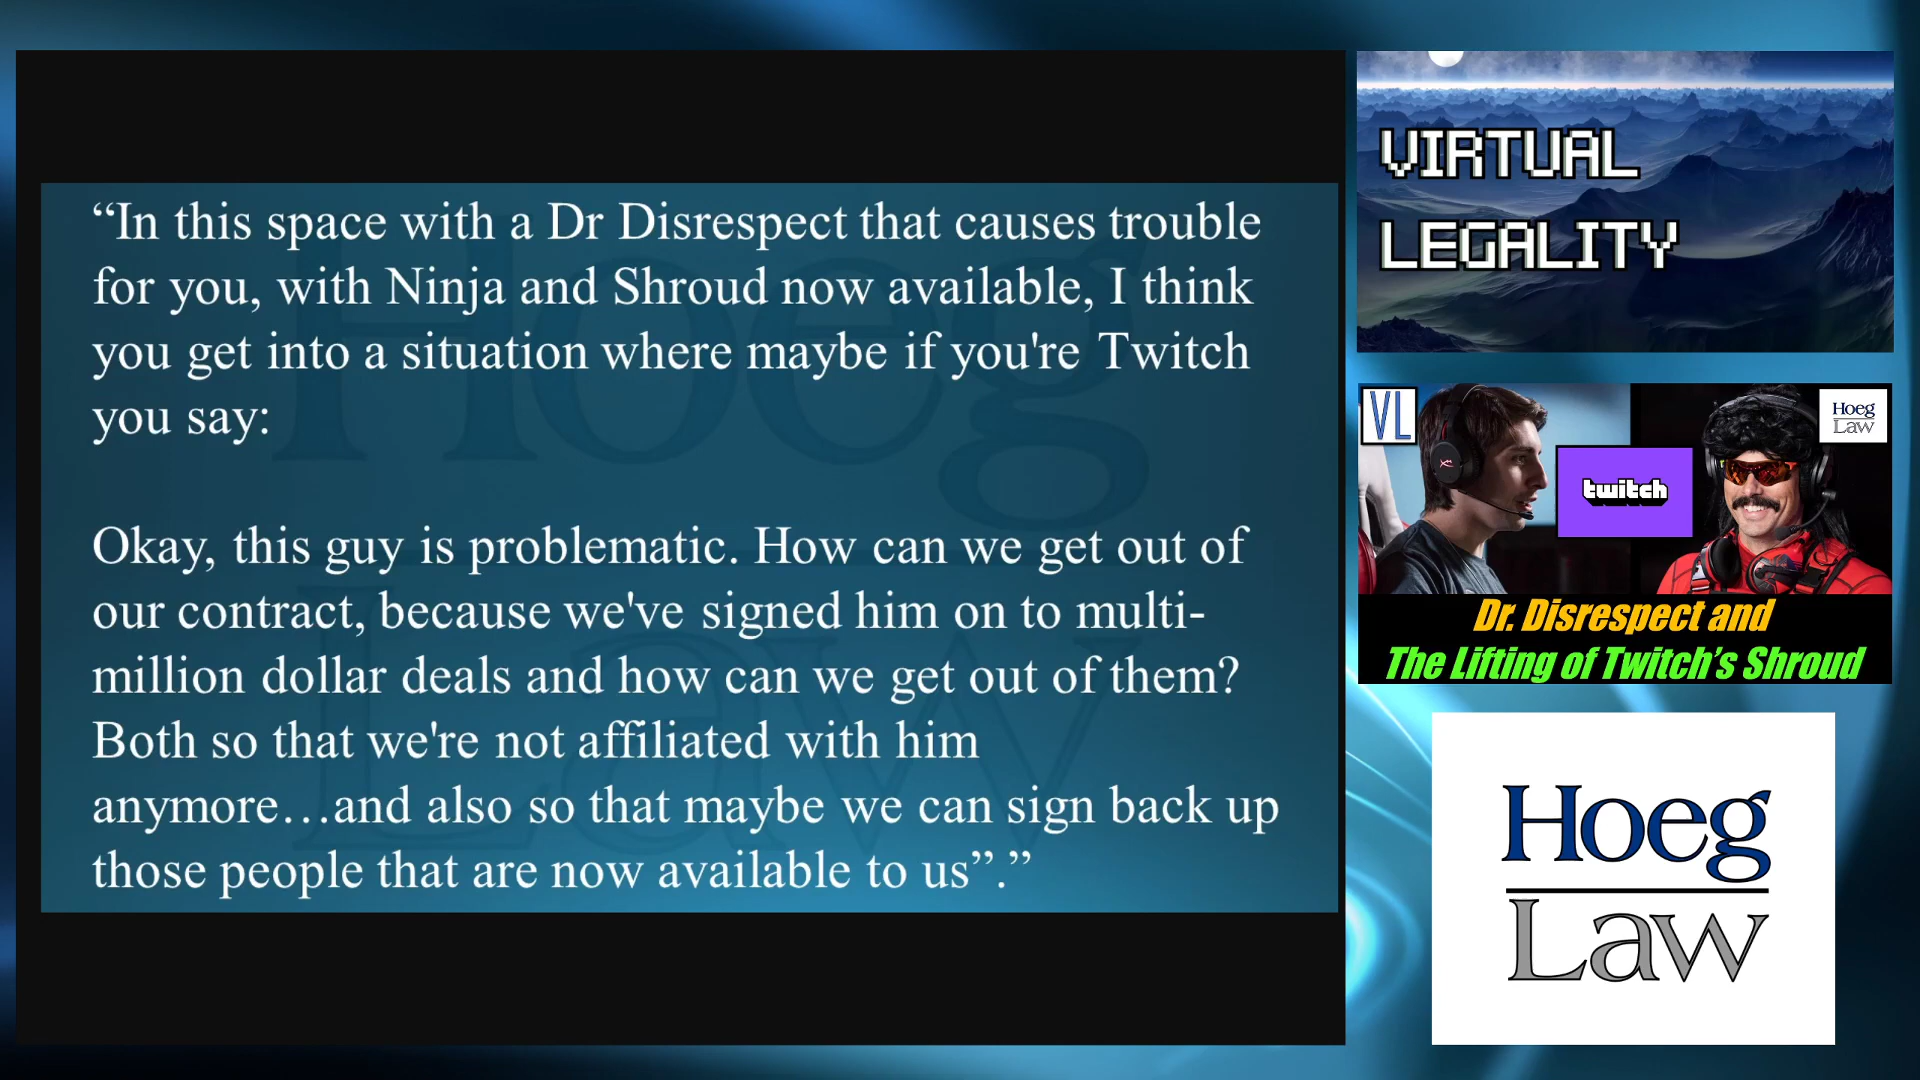 “In this space with a Dr Disrespect that causes trouble
for you, with Ninja and Shroud now available, I think
you get into a situation where maybe if you're Twitch
you say:
Okay, this guy is problematic. How can we get out of
our contract, because we've signed him on to multi-
million dollar deals and how can we get out of them?
Both so that we're not affiliated with him
anymore…and also so that maybe we can sign back up
those people that are now available to us”.”
Hoeg
Law
VIRTUAL
LEGALITY
VL
Hoeg
Law
twitch
Dr. Disrespect and
The Lifting of Twitch's Shroud
Hoeg
Law